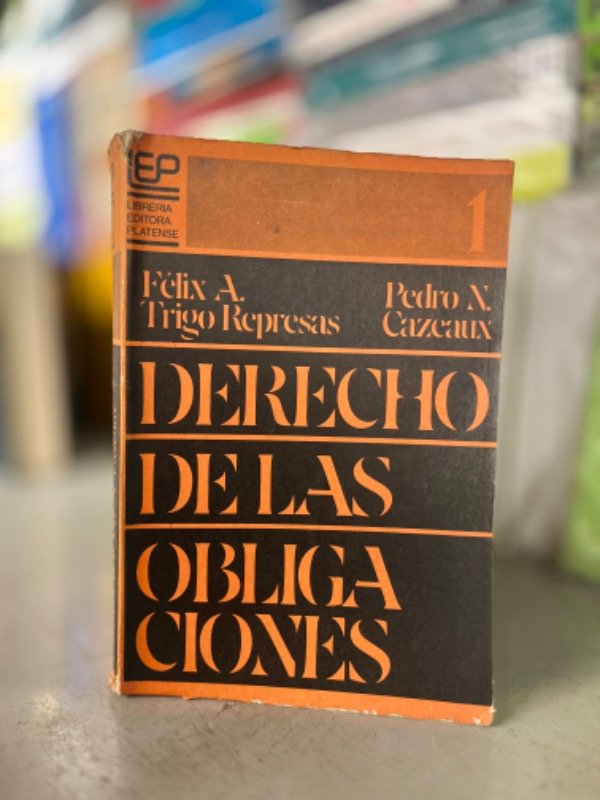 LEP
LIBRERIA
EDITORA
PLATENSE
1
Félix A.
Trigo Represas
Pedro N.
Cazeaux
DERECHO
DE LAS
OBLIGA
CIONES